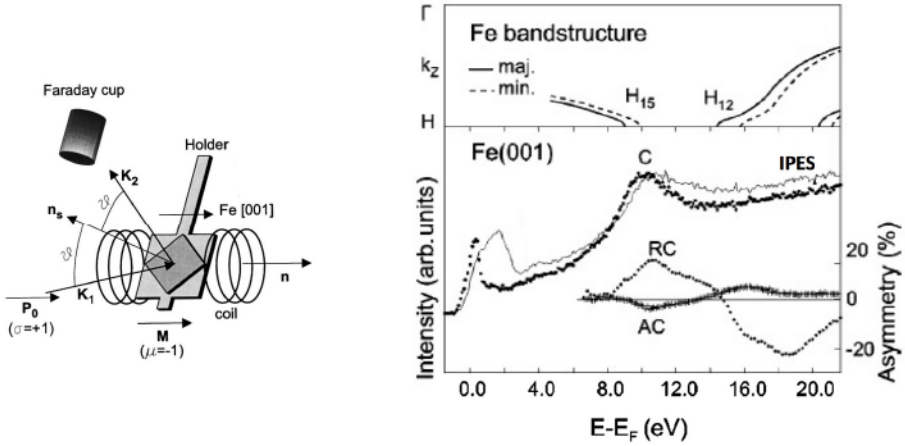 Faraday cup
Holder
K₂
nₛ
ϑ
Fe [001]
ϑ
n
K₁
coil
P₀
(σ=+1)
M
(μ=-1)
Γ
Fe bandstructure
k_Z
maj.
min.
H₁₅
H₁₂
H
Fe(001)
C
IPES
Intensity (arb. units)
RC
AC
20
0
-20
Asymmetry (%)
0.0 4.0 8.0 12.0 16.0 20.0
E-E_F (eV)